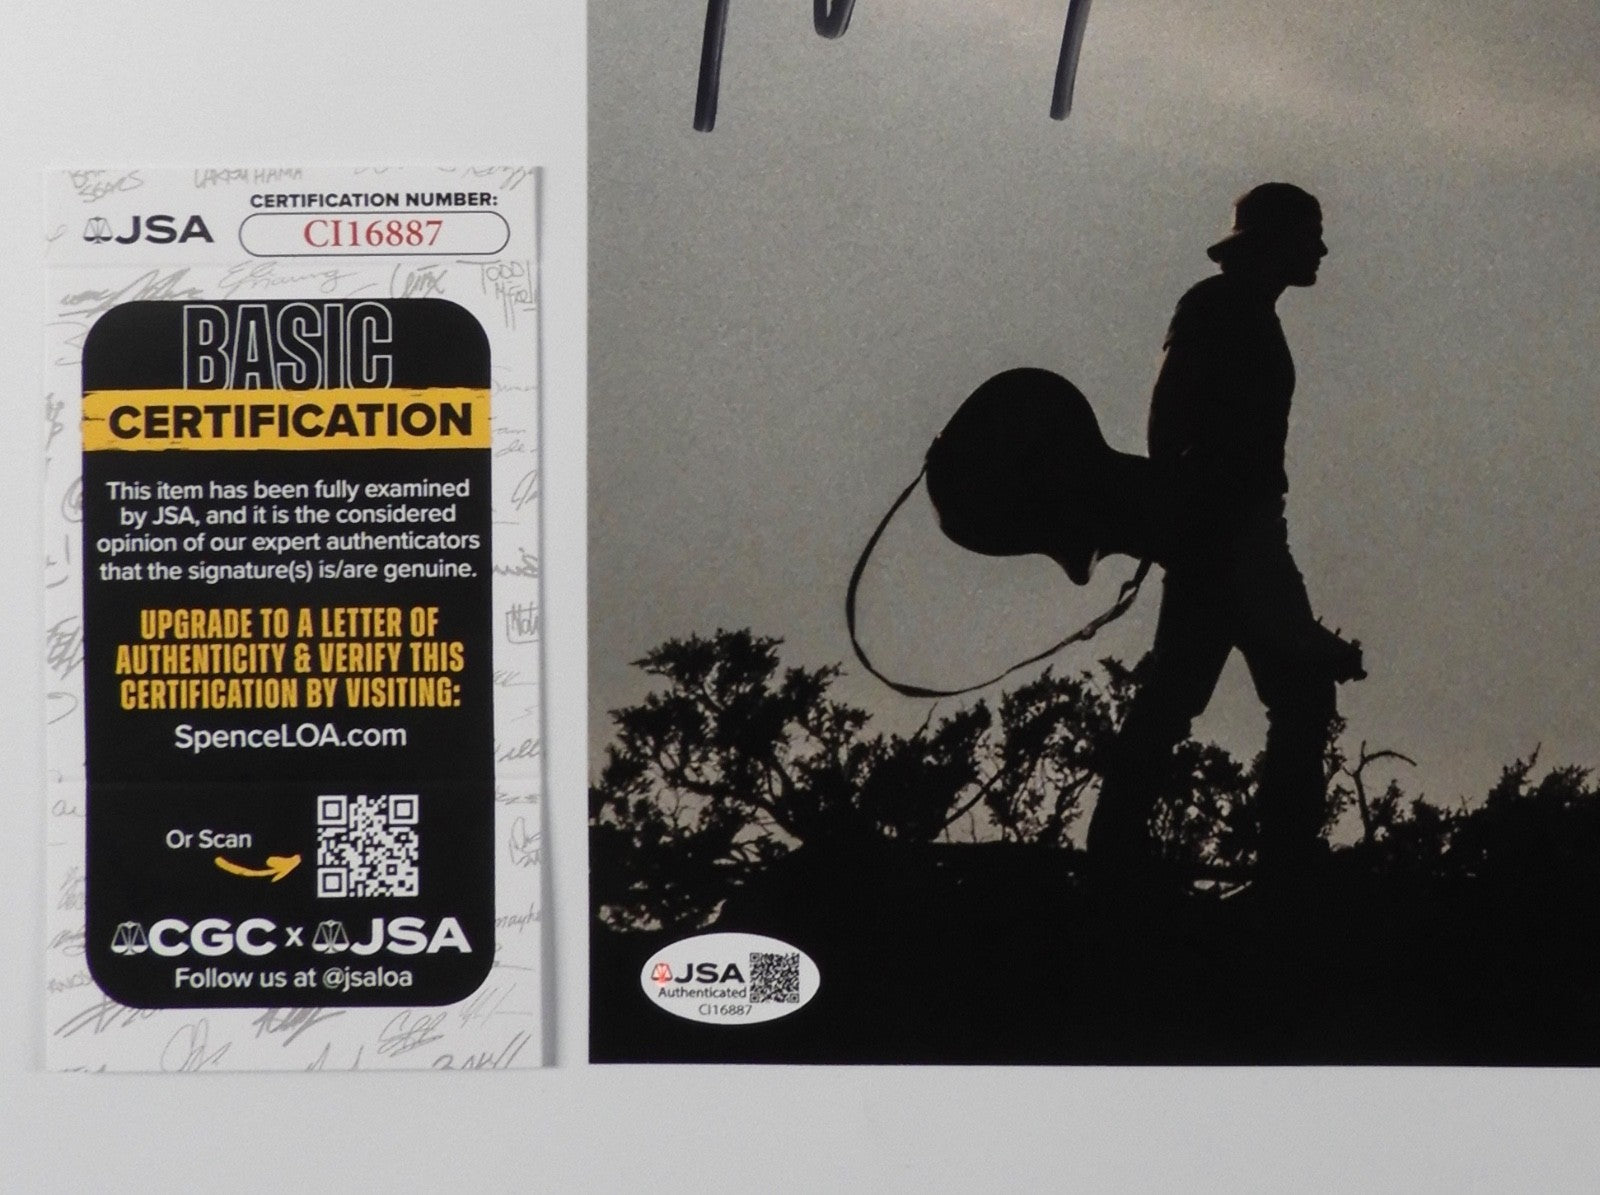 CERTIFICATION NUMBER:
JSA
CI16887
BASIC
CERTIFICATION
This item has been fully examined
by JSA, and it is the considered
opinion of our expert authenticators
that the signature(s) is/are genuine.
UPGRADE TO A LETTER OF
AUTHENTICITY & VERIFY THIS
CERTIFICATION BY VISITING:
SpenceLOA.com
Or Scan
CGC x JSA
Follow us at @jsaloa
JSA
Authenticated
CI16887